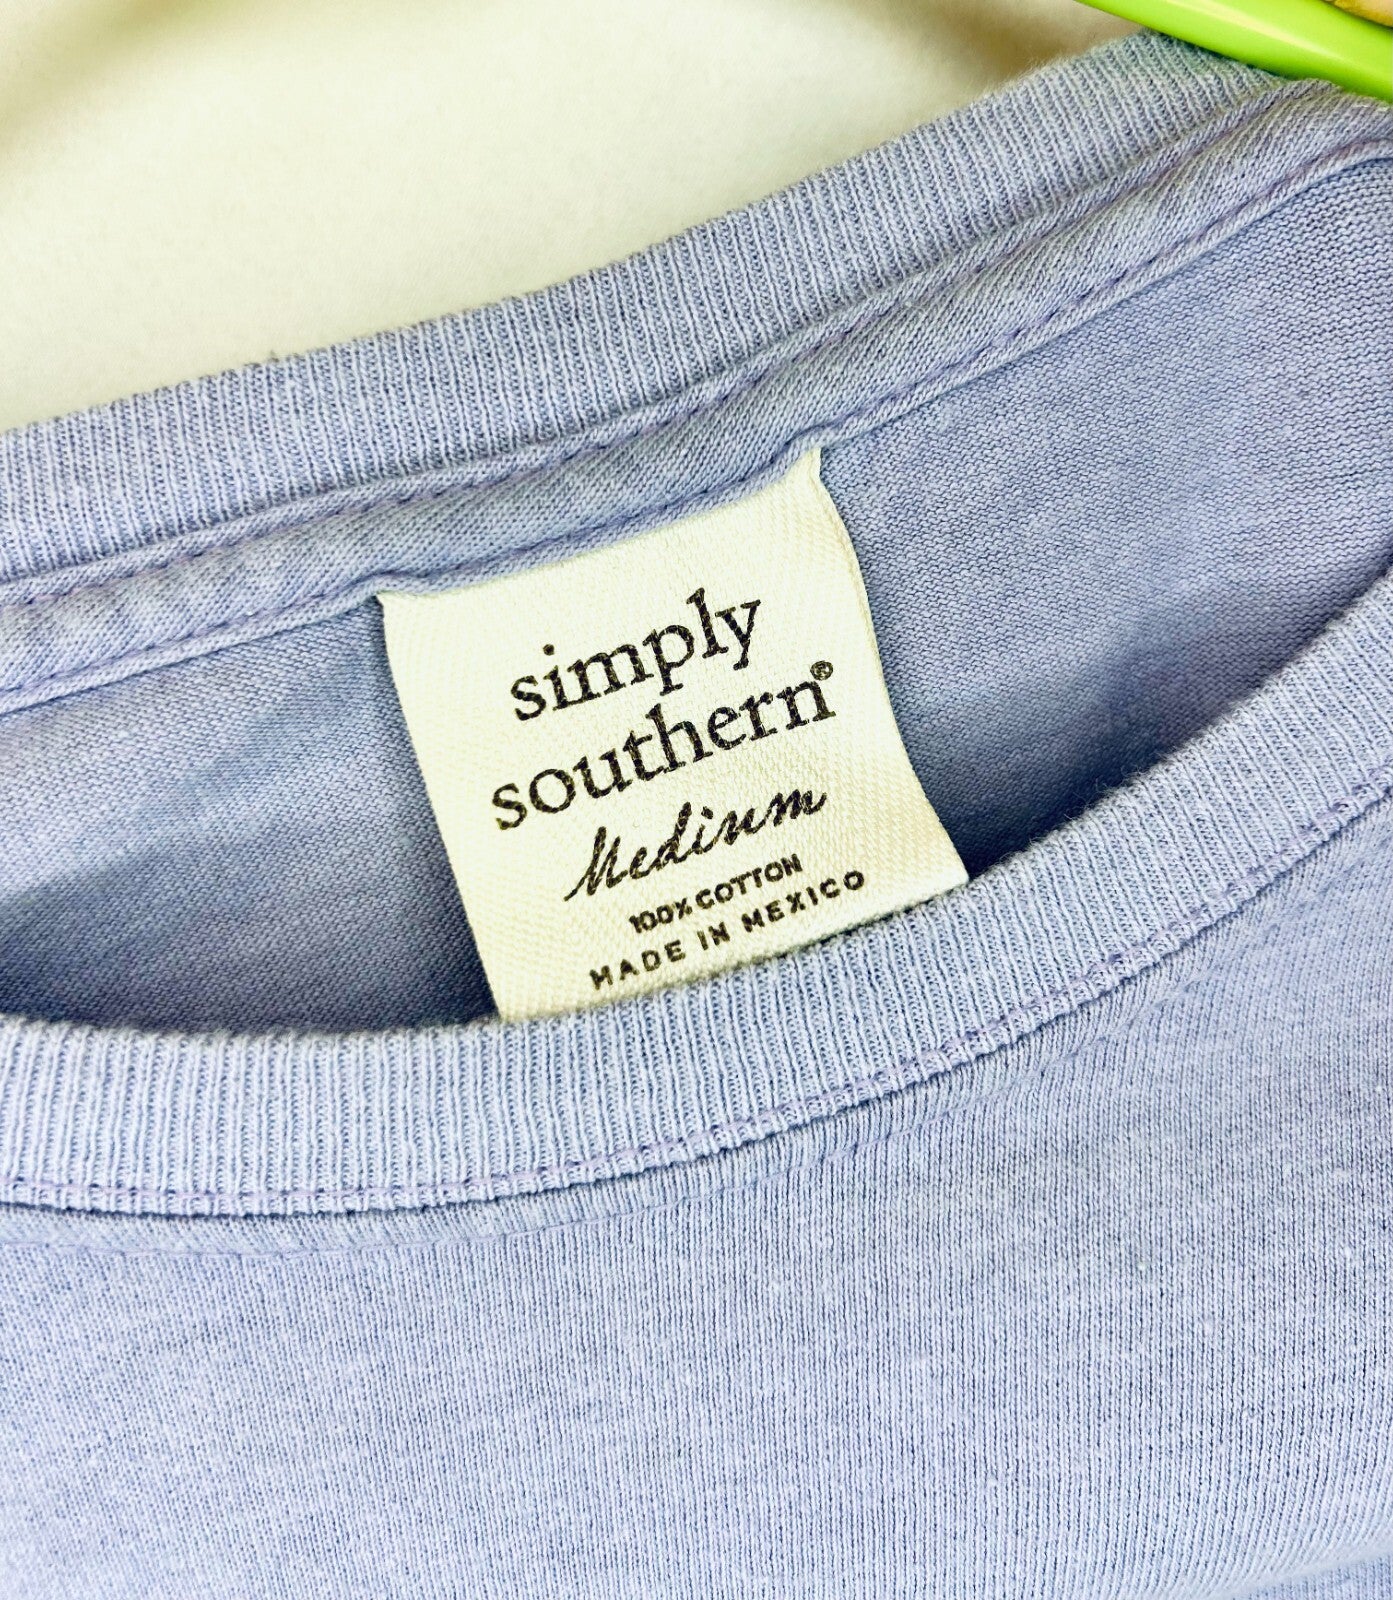 simply
southern®
Medium
100% COTTON
MADE IN MEXICO